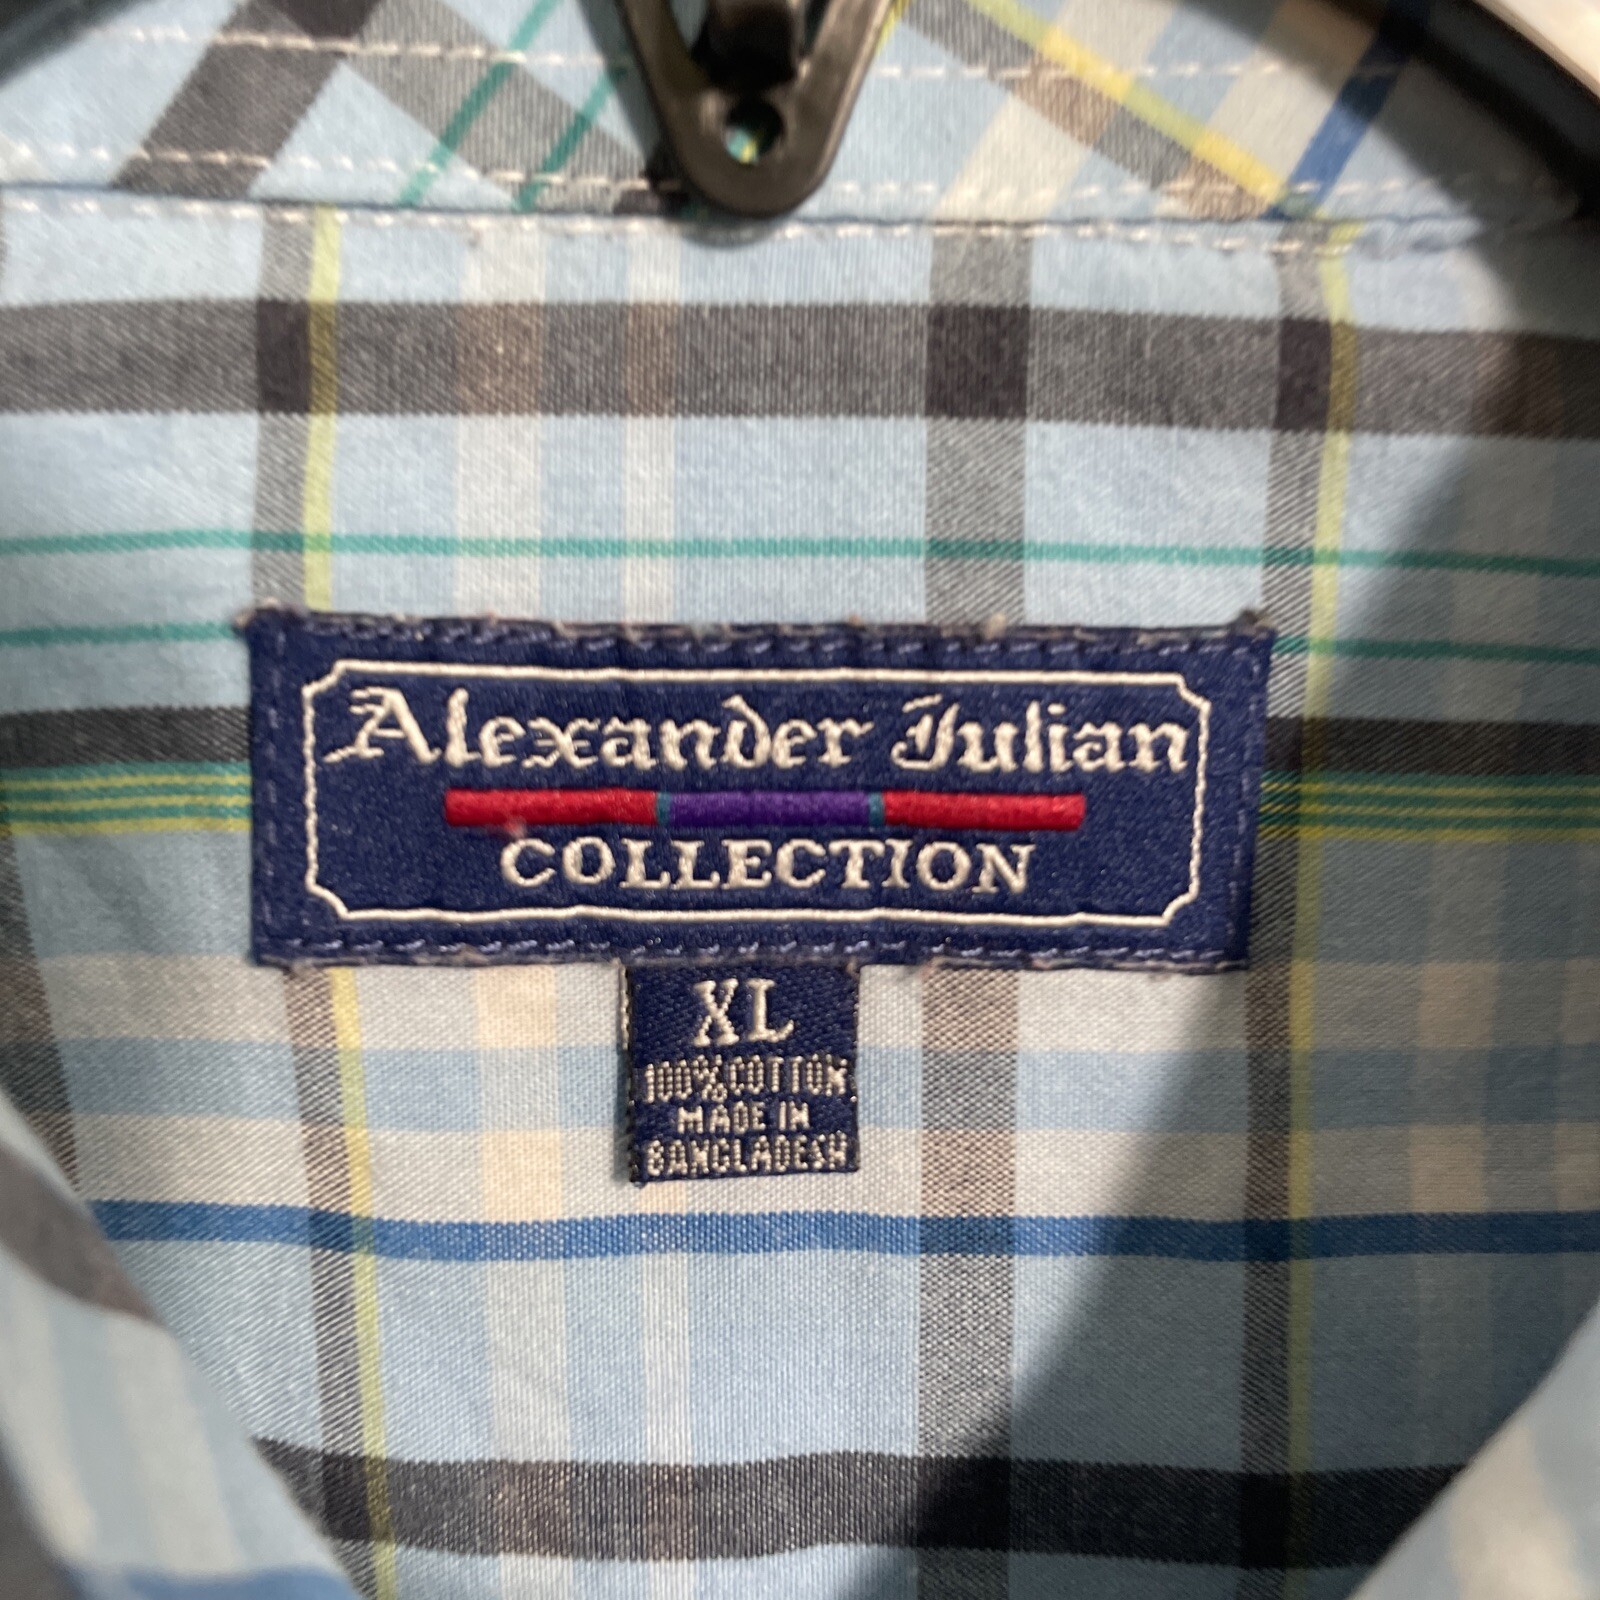 Alexander Julian
COLLECTION
XL
100% COTTON
MADE IN
BANGLADESH